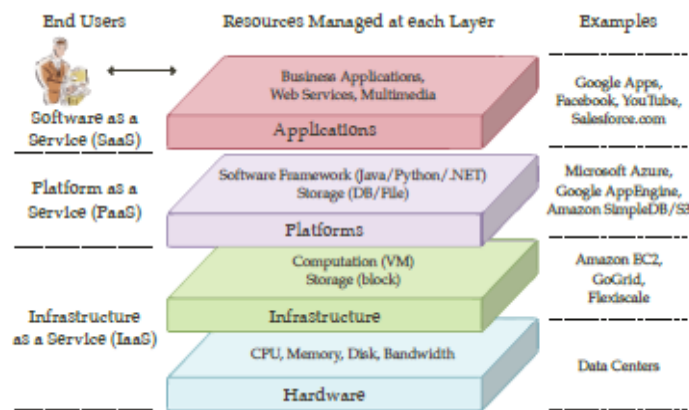 End Users
Resources Managed at each Layer
Examples
Software as a
Service (SaaS)
Business Applications,
Web Services, Multimedia
Applications
Google Apps,
Facebook, YouTube,
Salesforce.com
Platform as a
Service (PaaS)
Software Framework (Java/Python/.NET)
Storage (DB/File)
Platforms
Microsoft Azure,
Google AppEngine,
Amazon SimpleDB/S3
Infrastructure
as a Service (IaaS)
Computation (VM)
Storage (block)
Infrastructure
Amazon EC2,
GoGrid,
Flexiscale
CPU, Memory, Disk, Bandwidth
Hardware
Data Centers